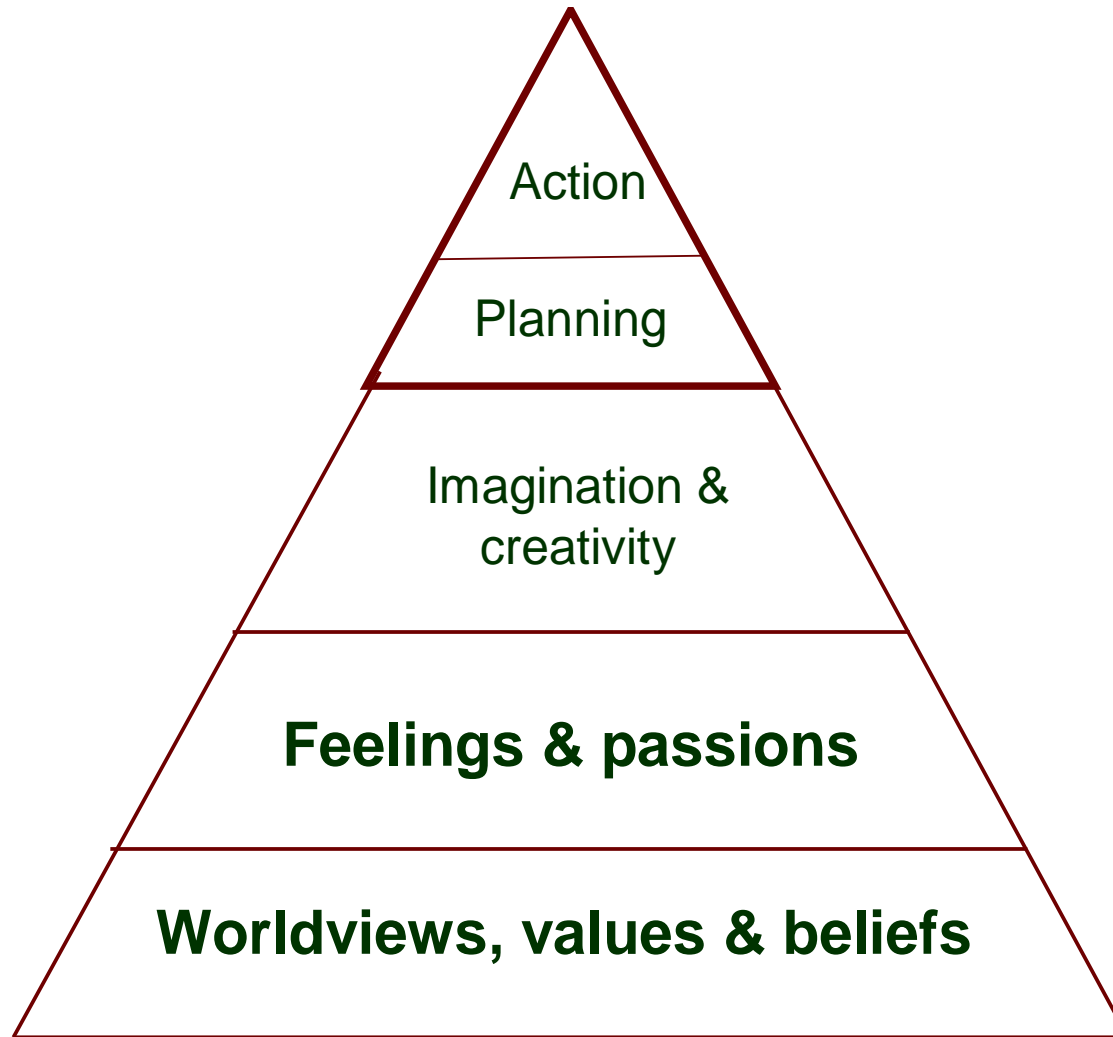 Action
Planning
Imagination &
creativity
Feelings & passions
Worldviews, values & beliefs